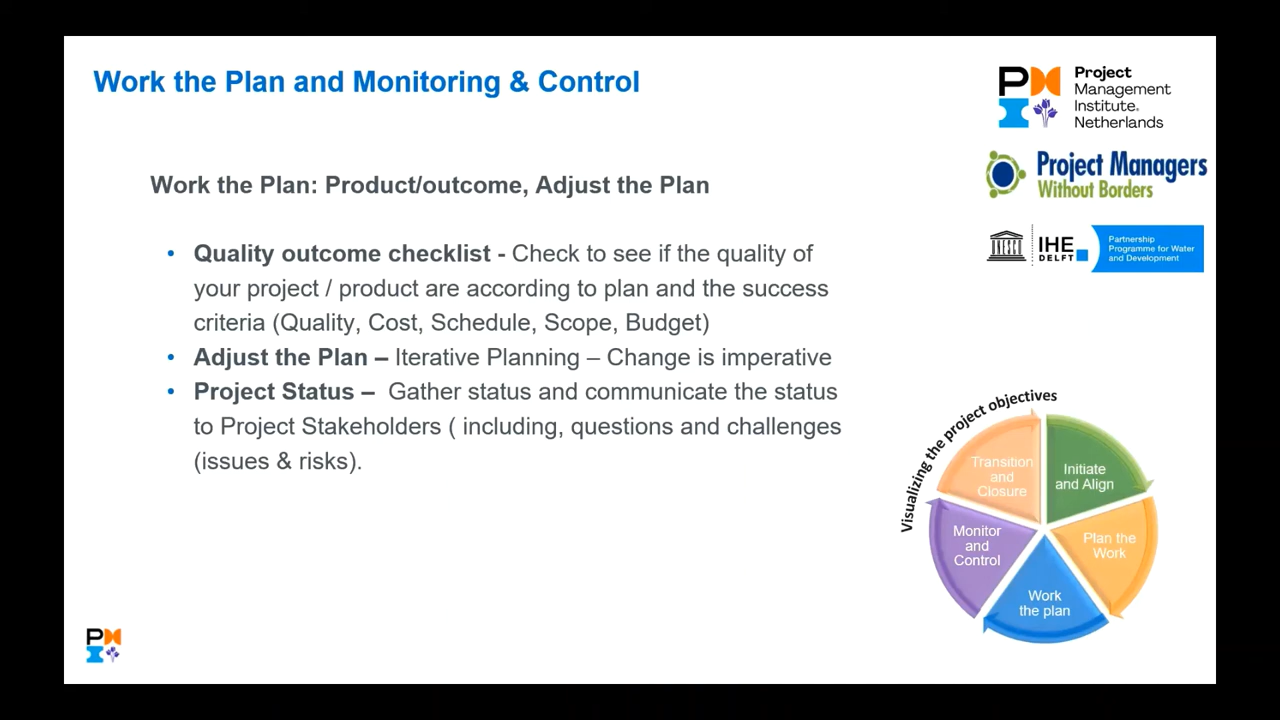 Work the Plan and Monitoring & Control
Project
Management
Institute.
Netherlands
Project Managers
Without Borders
IHE
DELFT
Partnership
Programme for Water
and Development
Work the Plan: Product/outcome, Adjust the Plan
• Quality outcome checklist - Check to see if the quality of
your project / product are according to plan and the success
criteria (Quality, Cost, Schedule, Scope, Budget)
• Adjust the Plan – Iterative Planning – Change is imperative
• Project Status – Gather status and communicate the status
to Project Stakeholders ( including, questions and challenges
(issues & risks).
Visualizing the project objectives
Transition
and
Closure
Initiate
and Align
Monitor
and
Control
Plan the
Work
Work
the plan